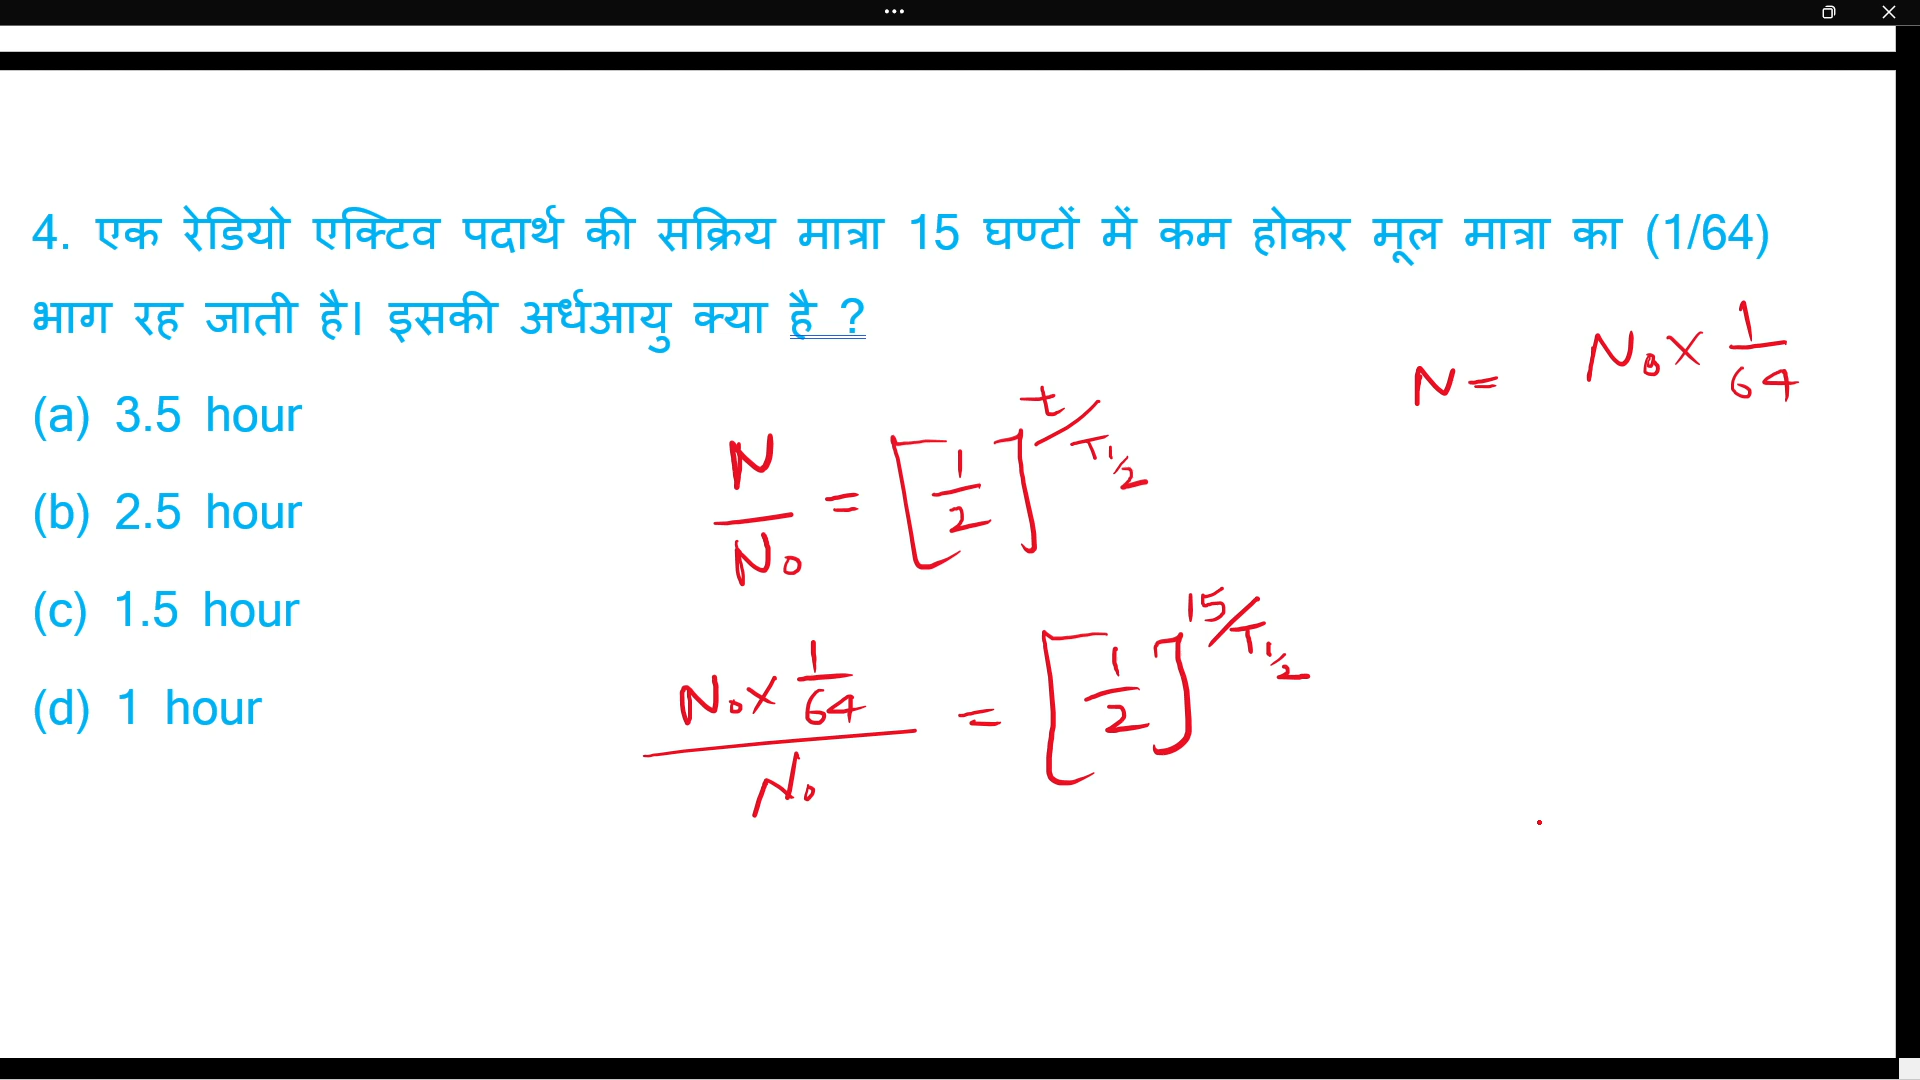 4. एक रेडियो एक्टिव पदार्थ की सक्रिय मात्रा 15 घण्टों में कम होकर मूल मात्रा का (1/64)
भाग रह जाती है। इसकी अर्धआयु क्या है ?
N = N₀ × 1/64
(a) 3.5 hour
N/N₀ = [1/2]^(t/T1/2)
(b) 2.5 hour
(c) 1.5 hour
(N₀ × 1/64)/N₀ = [1/2]^(15/T1/2)
(d) 1 hour